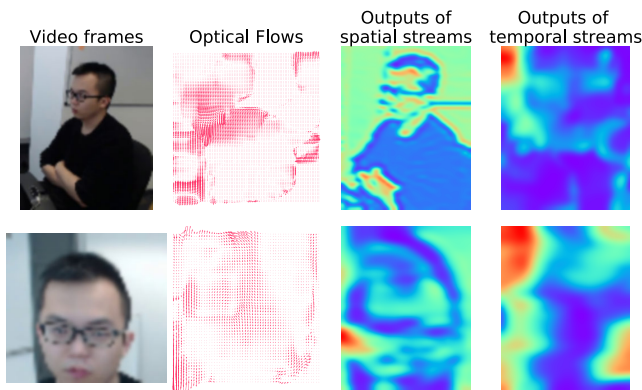 Video frames
Optical Flows
Outputs of
spatial streams
Outputs of
temporal streams